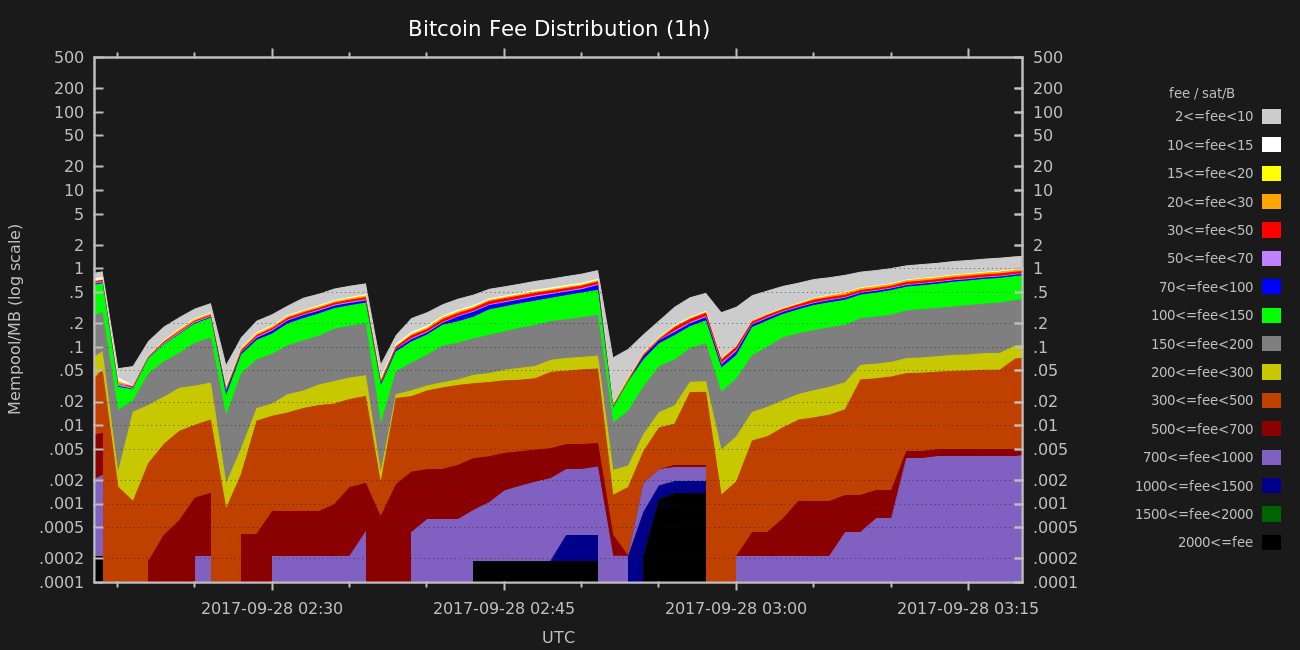 Bitcoin Fee Distribution (1h)
Mempool/MB (log scale)
500
200
100
50
20
10
5
2
1
.5
.2
.1
.05
.02
.01
.005
.002
.001
.0005
.0002
.0001
500
200
100
50
20
10
5
2
1
.5
.2
.1
.05
.02
.01
.005
.002
.001
.0005
.0002
.0001
2017-09-28 02:30
2017-09-28 02:45
2017-09-28 03:00
2017-09-28 03:15
UTC
fee / sat/B
2<=fee<10
10<=fee<15
15<=fee<20
20<=fee<30
30<=fee<50
50<=fee<70
70<=fee<100
100<=fee<150
150<=fee<200
200<=fee<300
300<=fee<500
500<=fee<700
700<=fee<1000
1000<=fee<1500
1500<=fee<2000
2000<=fee